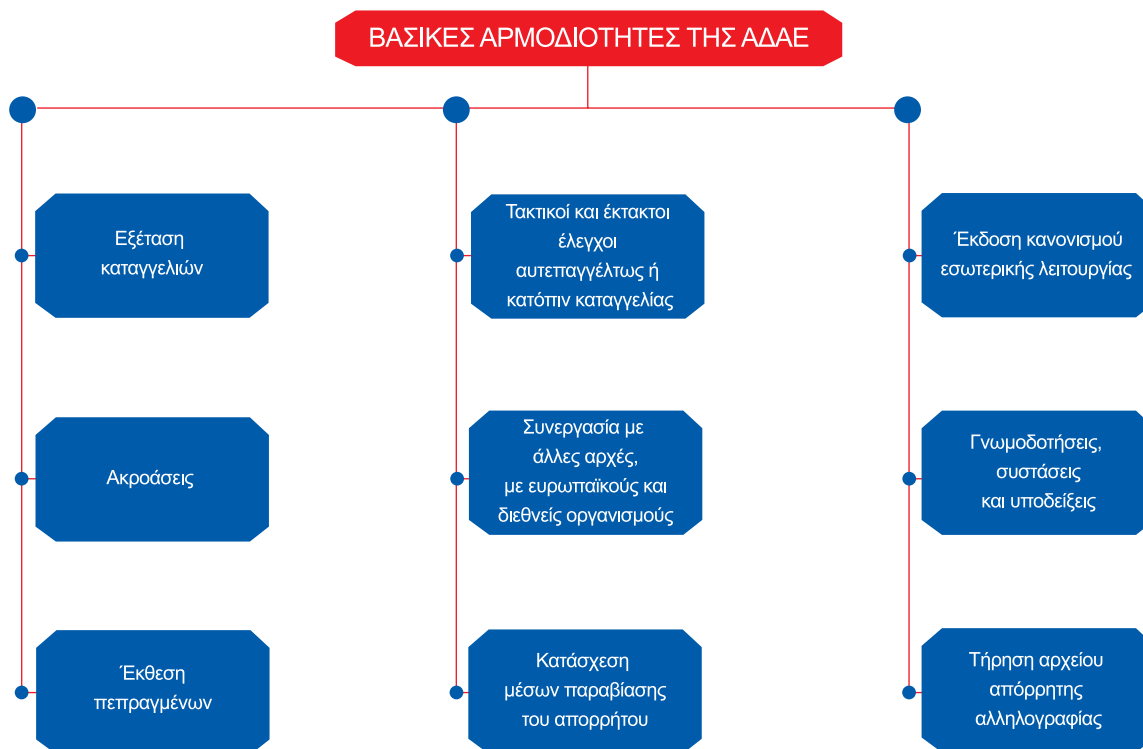 ΒΑΣΙΚΕΣ ΑΡΜΟΔΙΟΤΗΤΕΣ ΤΗΣ ΑΔΑΕ
Εξέταση
καταγγελιών
Τακτικοί και έκτακτοι
έλεγχοι
αυτεπαγγέλτως ή
κατόπιν καταγγελίας
Έκδοση κανονισμού
εσωτερικής λειτουργίας
Ακροάσεις
Συνεργασία με
άλλες αρχές,
με ευρωπαϊκούς και
διεθνείς οργανισμούς
Γνωμοδοτήσεις,
συστάσεις
και υποδείξεις
Έκθεση
πεπραγμένων
Κατάσχεση
μέσων παραβίασης
του απορρήτου
Τήρηση αρχείου
απόρρητης
αλληλογραφίας